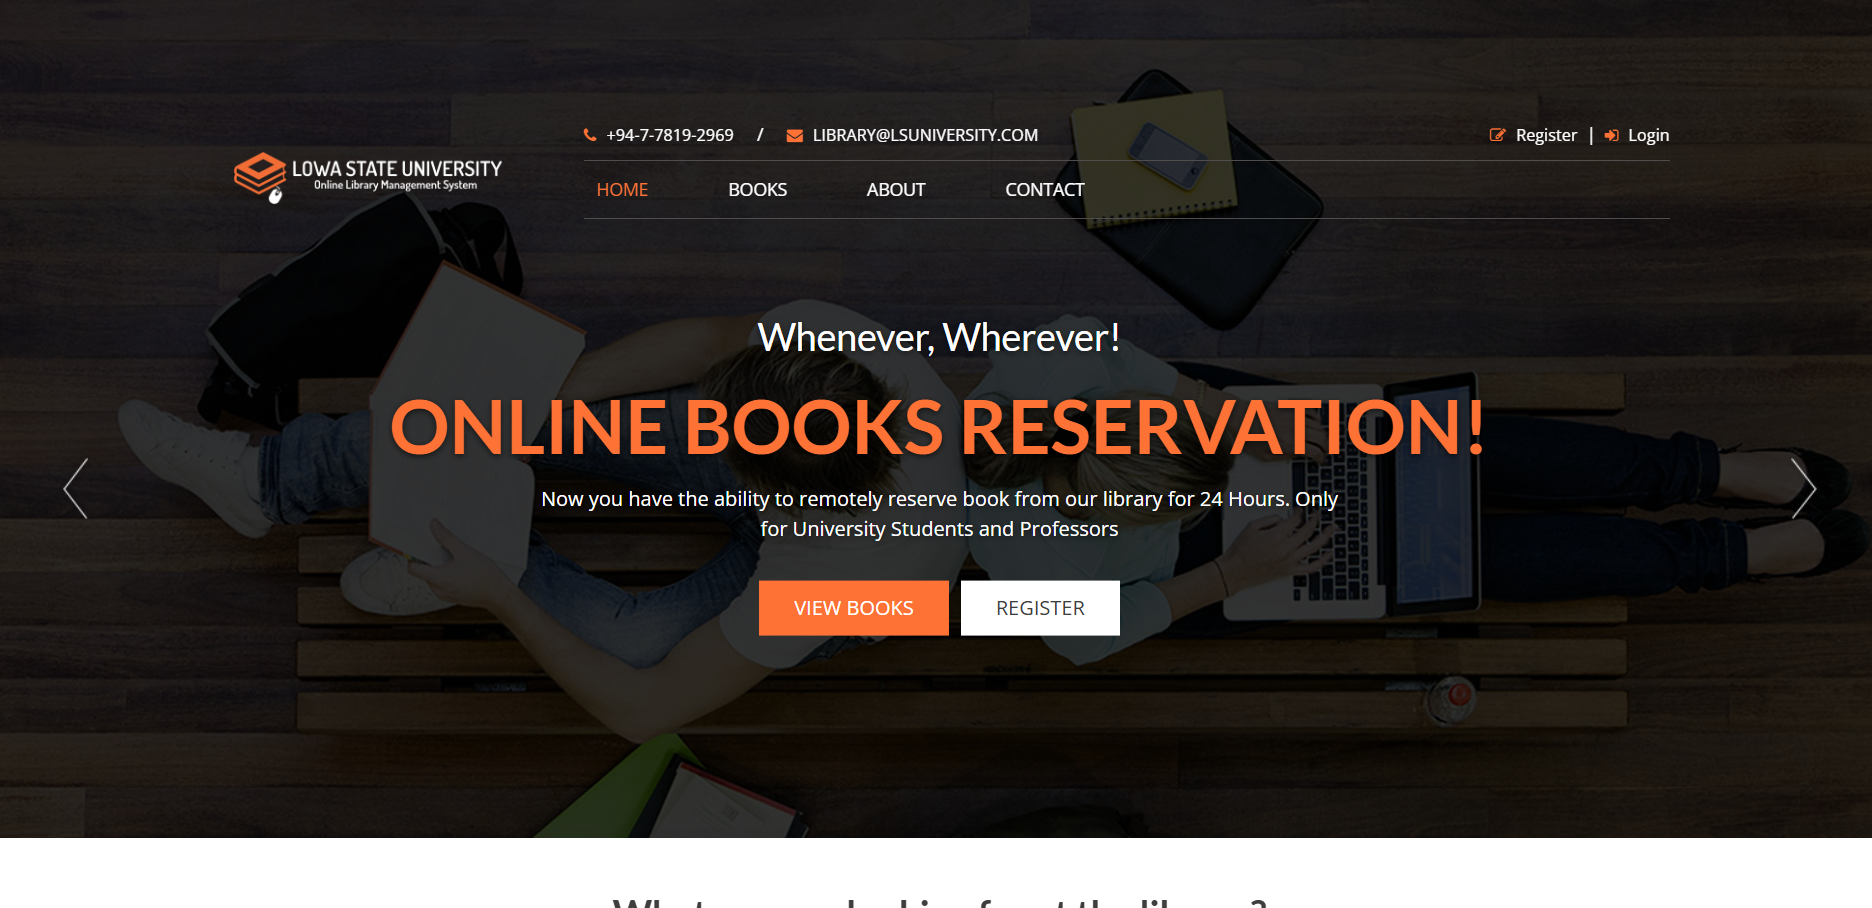 +94-7-7819-2969 / LIBRARY@LSUNIVERSITY.COM
Register | Login
LOWA STATE UNIVERSITY
Online Library Management System
HOME BOOKS ABOUT CONTACT
Whenever, Wherever!
ONLINE BOOKS RESERVATION!
Now you have the ability to remotely reserve book from our library for 24 Hours. Only
for University Students and Professors
VIEW BOOKS REGISTER